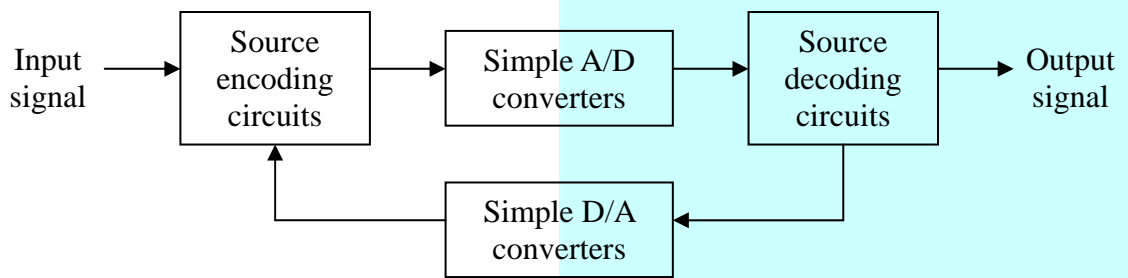 Input
signal
Source
encoding
circuits
Simple A/D
converters
Source
decoding
circuits
Output
signal
Simple D/A
converters